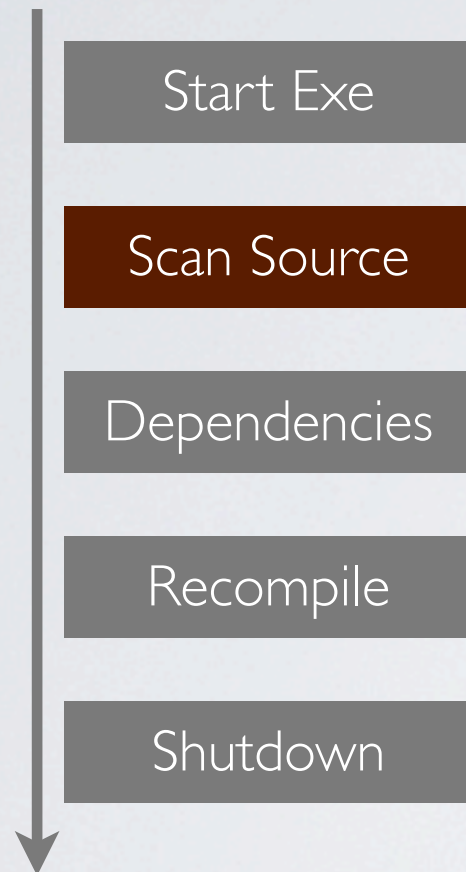 Start Exe
Scan Source
Dependencies
Recompile
Shutdown